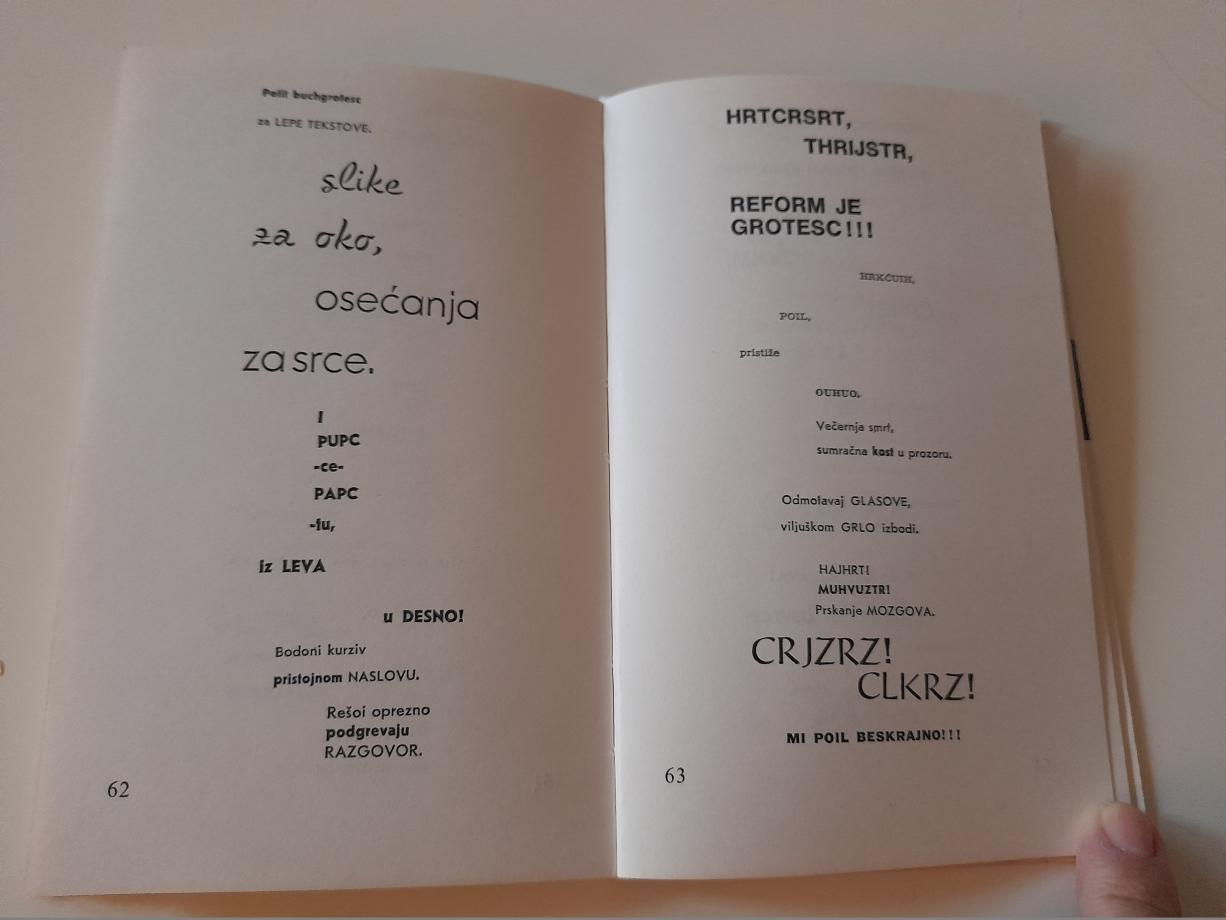 Petit buchgrotesc
za LEPE TEKSTOVE.
slike
za oko,
osećanja
za srce.
I
PUPC
-ce-
PAPC
-fu,
iz LEVA
u DESNO!
Bodoni kurziv
pristojnom NASLOVU.
Rešoi oprezno
podgrevaju
RAZGOVOR.
62
HRTCRSRT,
THRIJSTR,
REFORM JE
GROTESC!!!
HRKĆUIH,
POIL,
pristiže
OUHUO,
Večernja smrt,
sumračna kost u prozoru.
Odmotavaj GLASOVE,
viljuškom GRLO izbodi.
HAJHRT!
MUHVUZTR!
Prskanje MOZGOVA.
CRJZRZ!
CLKRZ!
MI POIL BESKRAJNO!!!
63